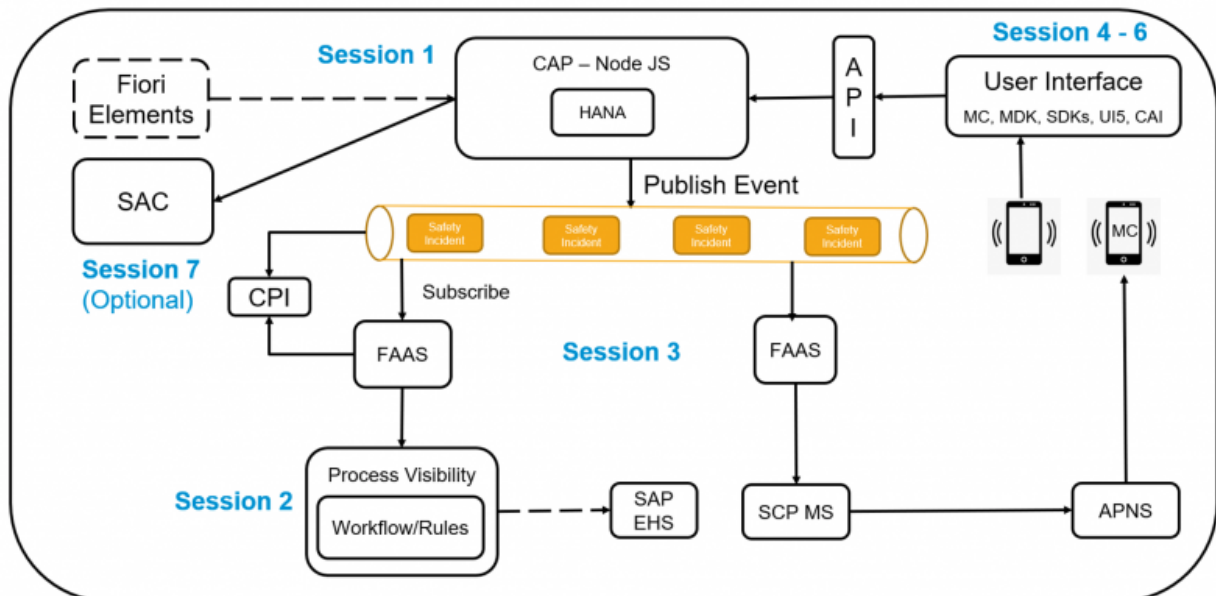 Session 1
Session 4 - 6
Fiori
Elements
CAP – Node JS
HANA
A
P
I
User Interface
MC, MDK, SDKs, UI5, CAI
SAC
Publish Event
Safety
Incident
Safety
Incident
Safety
Incident
Safety
Incident
MC
Session 7
(Optional)
CPI
Subscribe
FAAS
Session 3
FAAS
Session 2
Process Visibility
Workflow/Rules
SAP
EHS
SCP MS
APNS